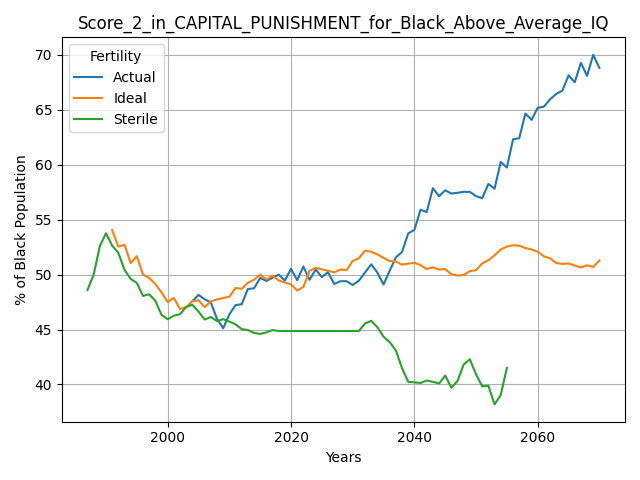 Score_2_in_CAPITAL_PUNISHMENT_for_Black_Above_Average_IQ
Fertility
Actual
Ideal
Sterile
% of Black Population
70
65
60
55
50
45
40
2000 2020 2040 2060
Years